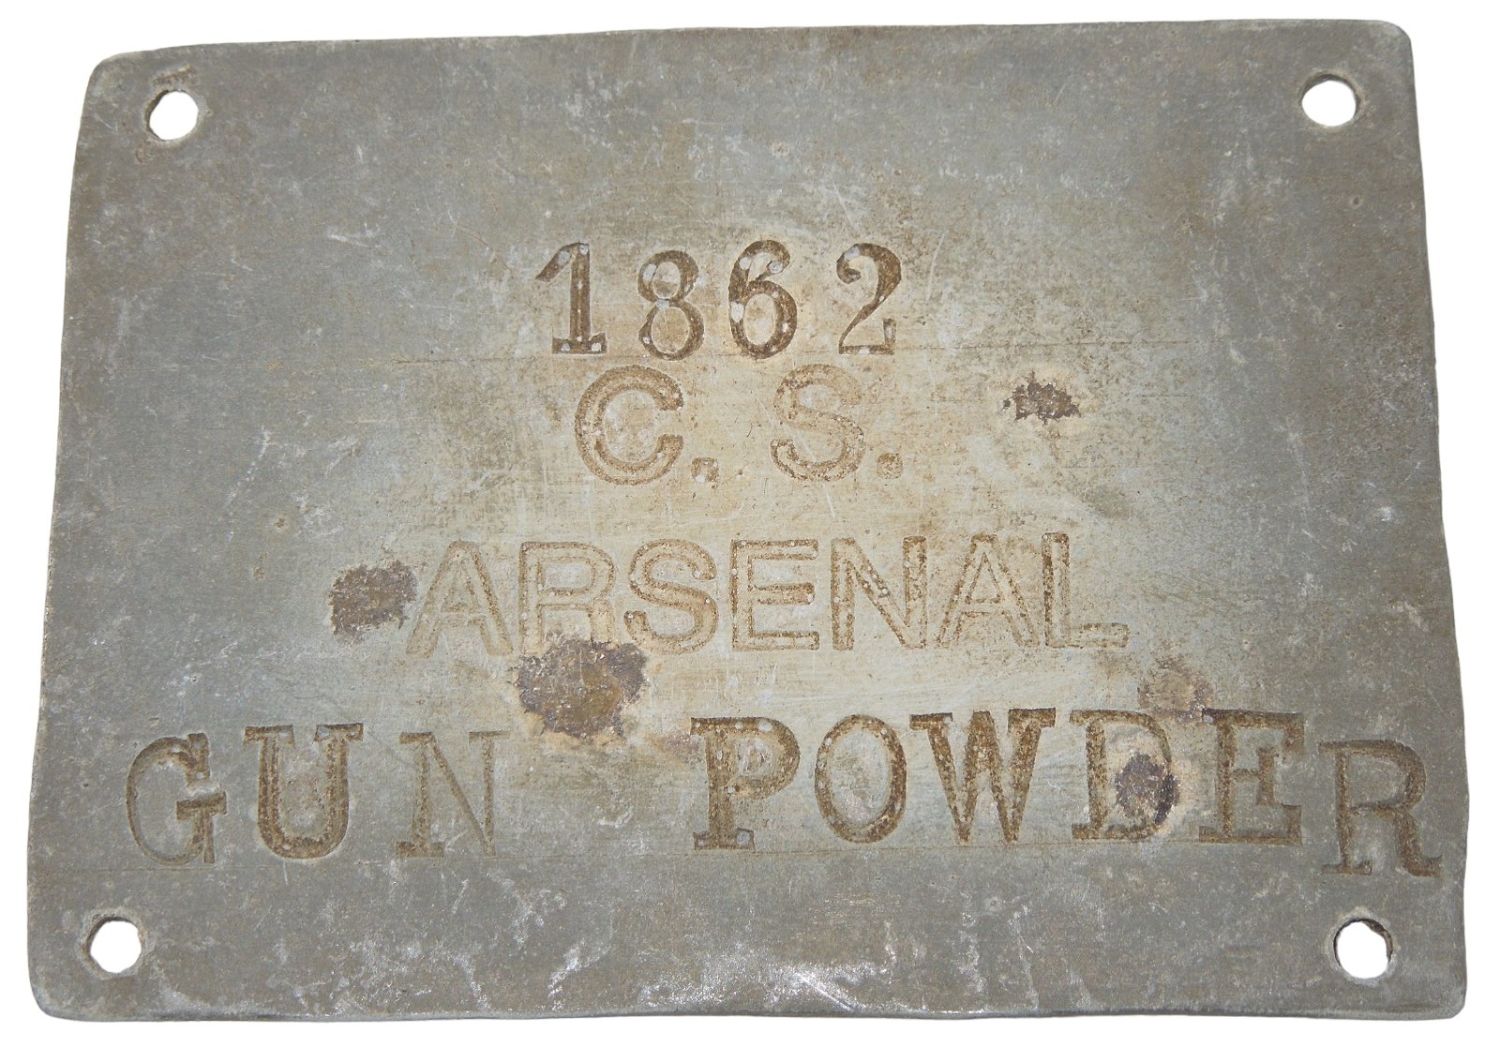 1862
C. S.
ARSENAL
GUN POWDER